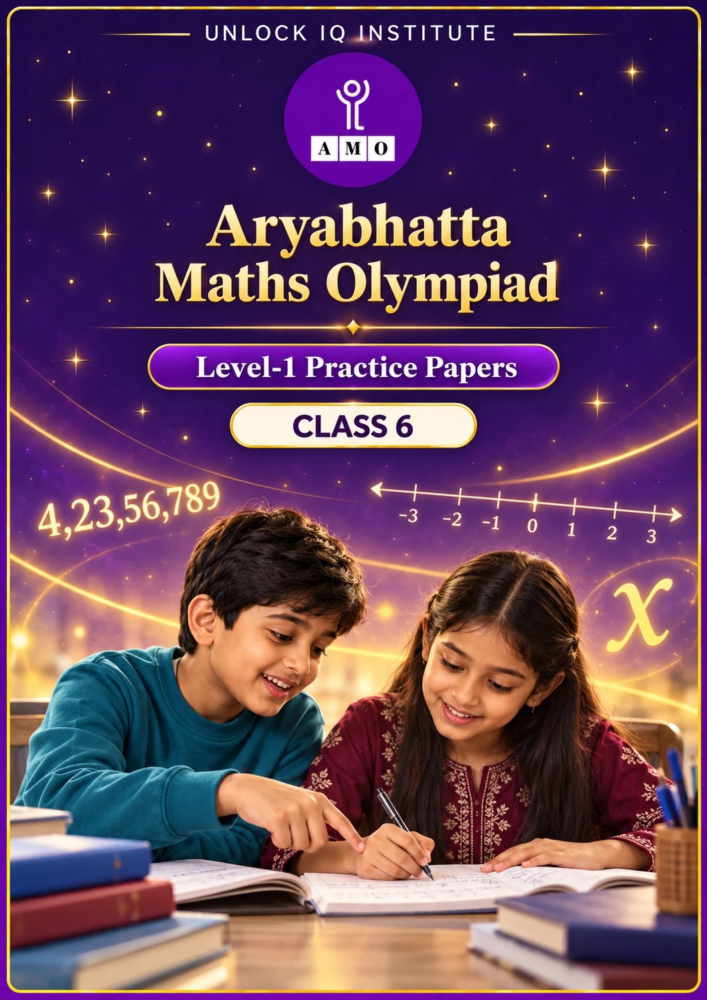 UNLOCK IQ INSTITUTE
A M O
Aryabhatta
Maths Olympiad
Level-1 Practice Papers
CLASS 6
4,23,56,789
-3 -2 -1 0 1 2 3
x